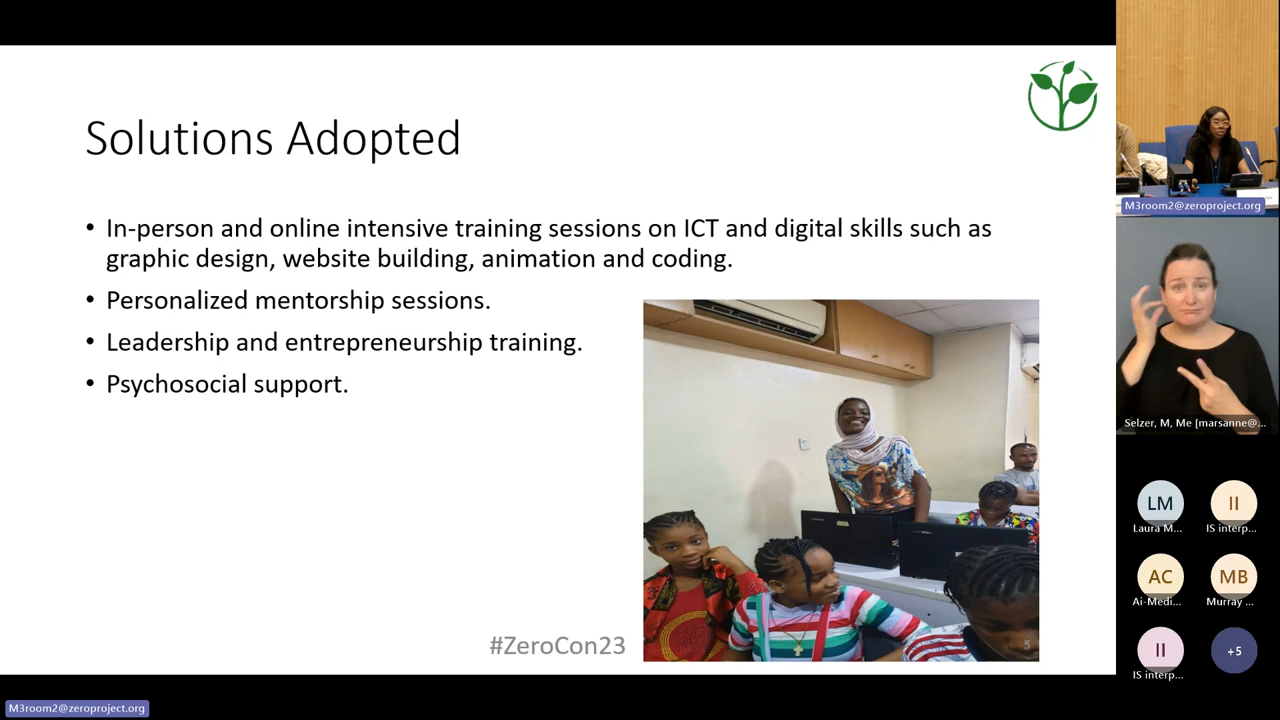 Solutions Adopted
• In-person and online intensive training sessions on ICT and digital skills such as
graphic design, website building, animation and coding.
• Personalized mentorship sessions.
• Leadership and entrepreneurship training.
• Psychosocial support.
#ZeroCon23
5
M3room2@zeroproject.org
Selzer, M, Me [marsanne@...
LM
II
Laura M...
IS interp...
AC
MB
Ai-Medi...
Murray ...
II
+5
IS interp...
M3room2@zeroproject.org